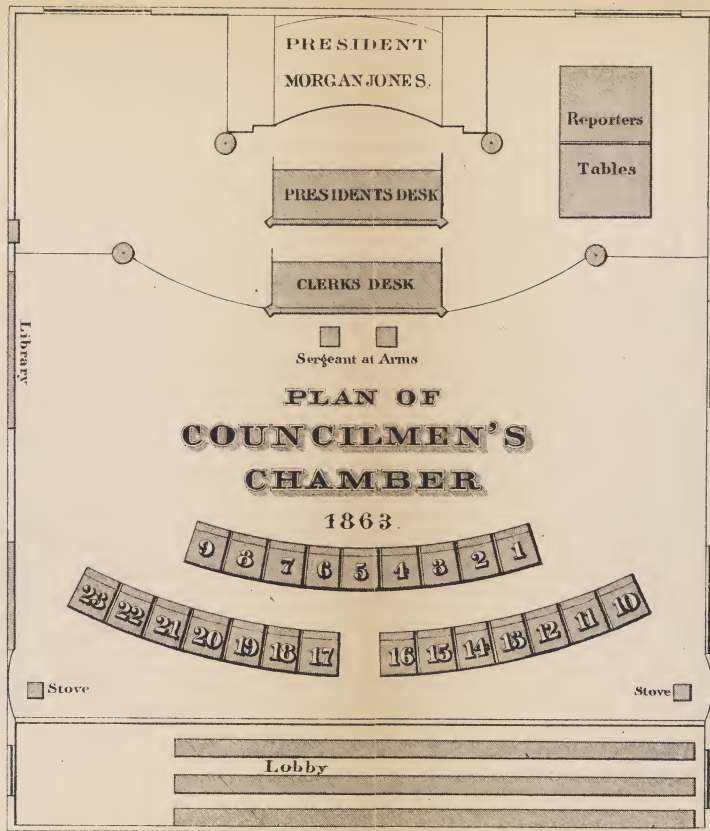 PRESIDENT
MORGAN JONES.
Reporters
Tables
PRESIDENTS DESK
CLERKS DESK
Library
Sergeant at Arms
PLAN OF
COUNCILMEN'S
CHAMBER
1863.
9 8 7 6 5 4 3 2 1
23 22 21 20 19 18 17 16 15 14 13 12 11 10
Stove
Stove
Lobby